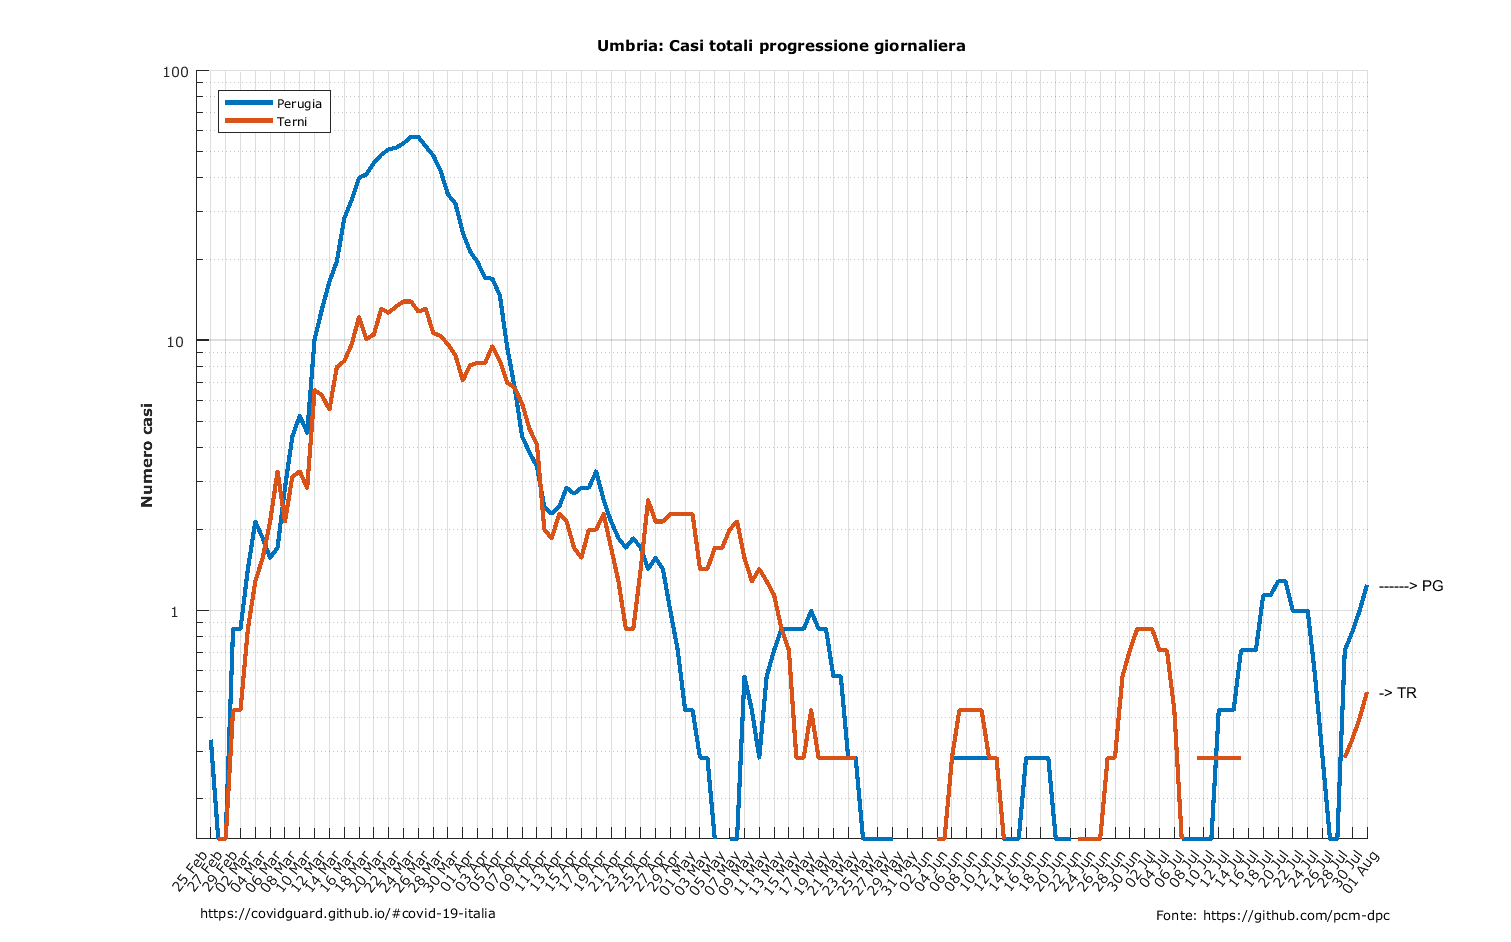 Umbria: Casi totali progressione giornaliera
100
10
1
Numero casi
Perugia
Terni
------> PG
-> TR
25 Feb
27 Feb
29 Feb
02 Mar
04 Mar
06 Mar
08 Mar
10 Mar
12 Mar
14 Mar
16 Mar
18 Mar
20 Mar
22 Mar
24 Mar
26 Mar
28 Mar
30 Mar
01 Apr
03 Apr
05 Apr
07 Apr
09 Apr
11 Apr
13 Apr
15 Apr
17 Apr
19 Apr
21 Apr
23 Apr
25 Apr
27 Apr
29 Apr
01 May
03 May
05 May
07 May
09 May
11 May
13 May
15 May
17 May
19 May
21 May
23 May
25 May
27 May
29 May
31 May
02 Jun
04 Jun
06 Jun
08 Jun
10 Jun
12 Jun
14 Jun
16 Jun
18 Jun
20 Jun
22 Jun
24 Jun
26 Jun
28 Jun
30 Jun
02 Jul
04 Jul
06 Jul
08 Jul
10 Jul
12 Jul
14 Jul
16 Jul
18 Jul
20 Jul
22 Jul
24 Jul
26 Jul
28 Jul
30 Jul
01 Aug
https://covidguard.github.io/#covid-19-italia
Fonte: https://github.com/pcm-dpc